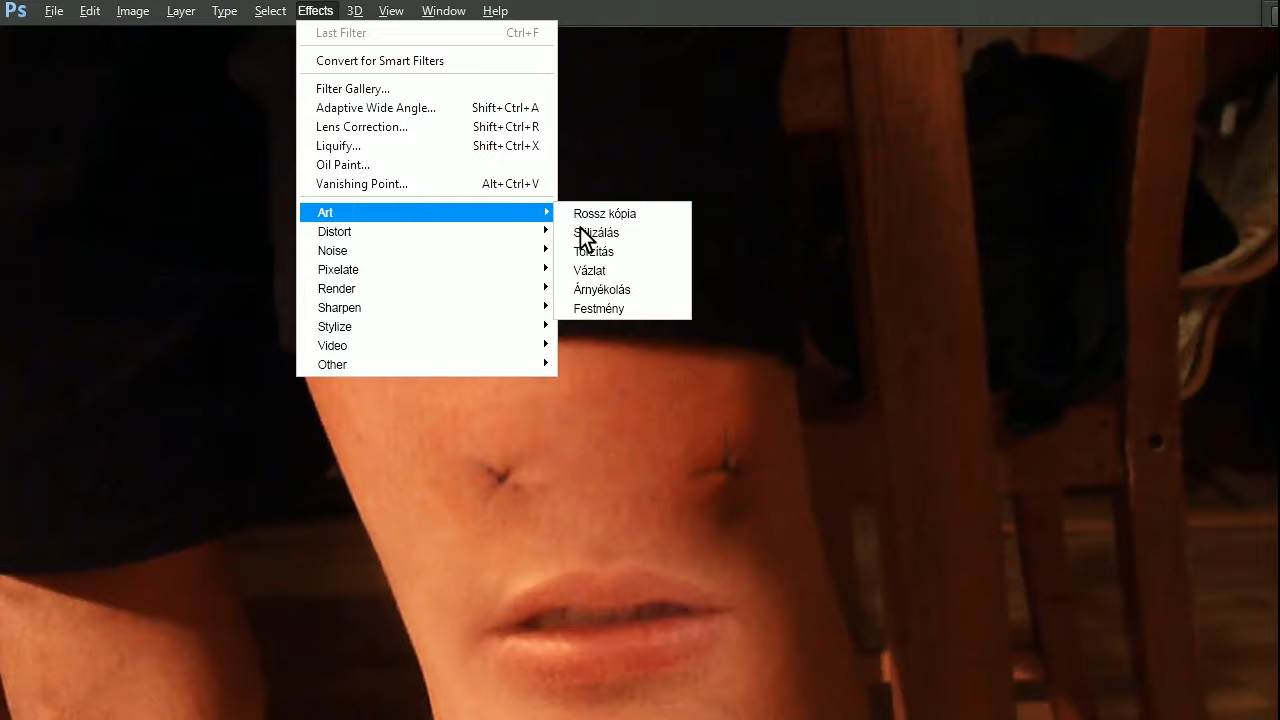 Ps File Edit Image Layer Type Select Effects 3D View Window Help
Last Filter Ctrl+F
Convert for Smart Filters
Filter Gallery...
Adaptive Wide Angle... Shift+Ctrl+A
Lens Correction... Shift+Ctrl+R
Liquify... Shift+Ctrl+X
Oil Paint...
Vanishing Point... Alt+Ctrl+V
Art
Distort
Noise
Pixelate
Render
Sharpen
Stylize
Video
Other
Rossz kópia
Vázlat
Árnyékolás
Festmény